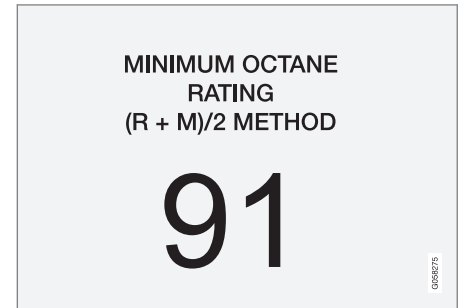 MINIMUM OCTANE
RATING
(R + M)/2 METHOD
91
G058275